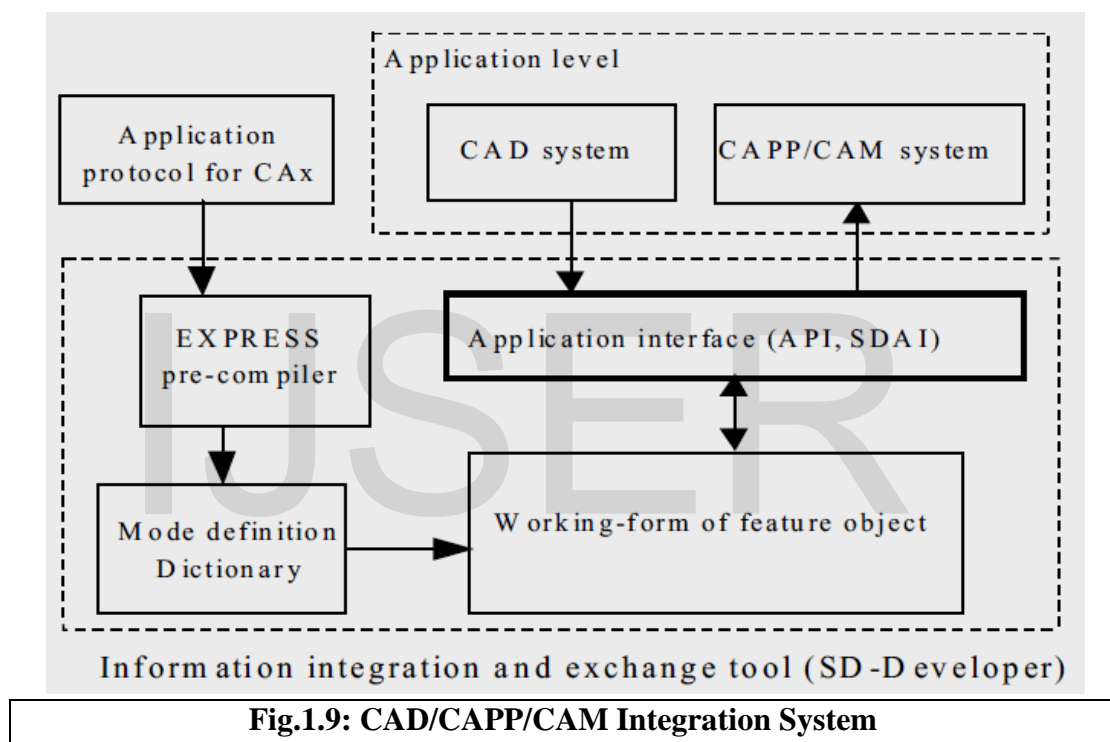 Application level
Application
protocol for CAx
CAD system
CAPP/CAM system
EXPRESS
pre-compiler
Application interface (API, SDAI)
Mode definition
Dictionary
Working-form of feature object
IJSER
Information integration and exchange tool (SD-Developer)
Fig.1.9: CAD/CAPP/CAM Integration System